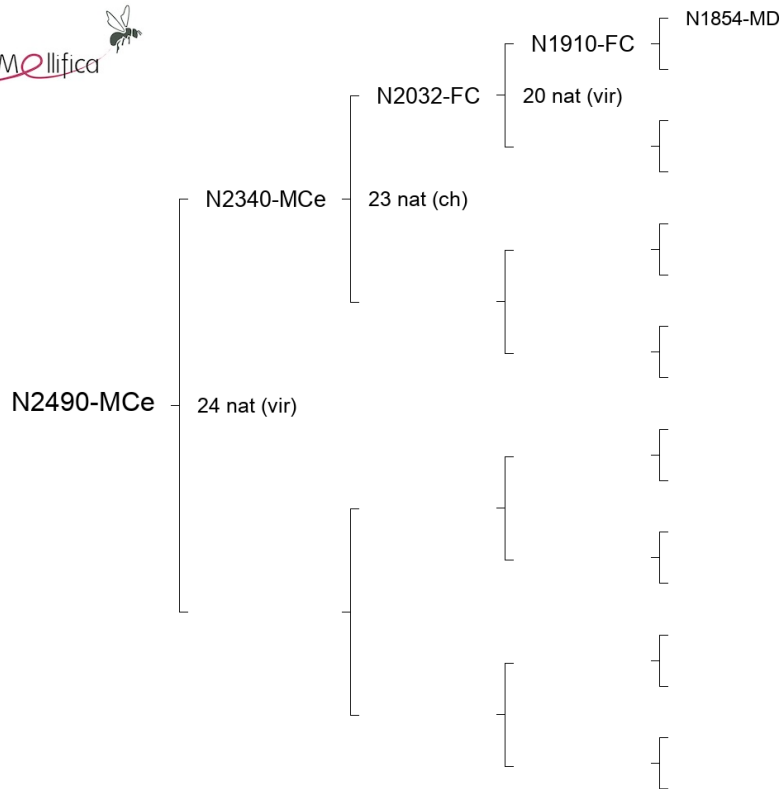 Mellifica
N1854-MD
N1910-FC
N2032-FC
20 nat (vir)
N2340-MCe
23 nat (ch)
N2490-MCe
24 nat (vir)